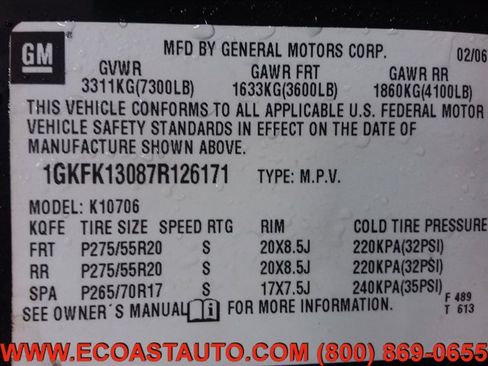 GM
MFD BY GENERAL MOTORS CORP. 02/06
GVWR GAWR FRT GAWR RR
3311KG(7300LB) 1633KG(3600LB) 1860KG(4100LB)
THIS VEHICLE CONFORMS TO ALL APPLICABLE U.S. FEDERAL MOTOR
VEHICLE SAFETY STANDARDS IN EFFECT ON THE DATE OF
MANUFACTURE SHOWN ABOVE.
1GKFK13087R126171 TYPE: M.P.V.
MODEL: K10706
KQFE TIRE SIZE SPEED RTG RIM COLD TIRE PRESSURE
FRT P275/55R20 S 20X8.5J 220KPA(32PSI)
RR P275/55R20 S 20X8.5J 220KPA(32PSI)
SPA P265/70R17 S 17X7.5J 240KPA(35PSI)
SEE OWNER´S MANUAL FOR MORE INFORMATION. F 489
T 613
WWW.ECOASTAUTO.COM (800) 869-0655